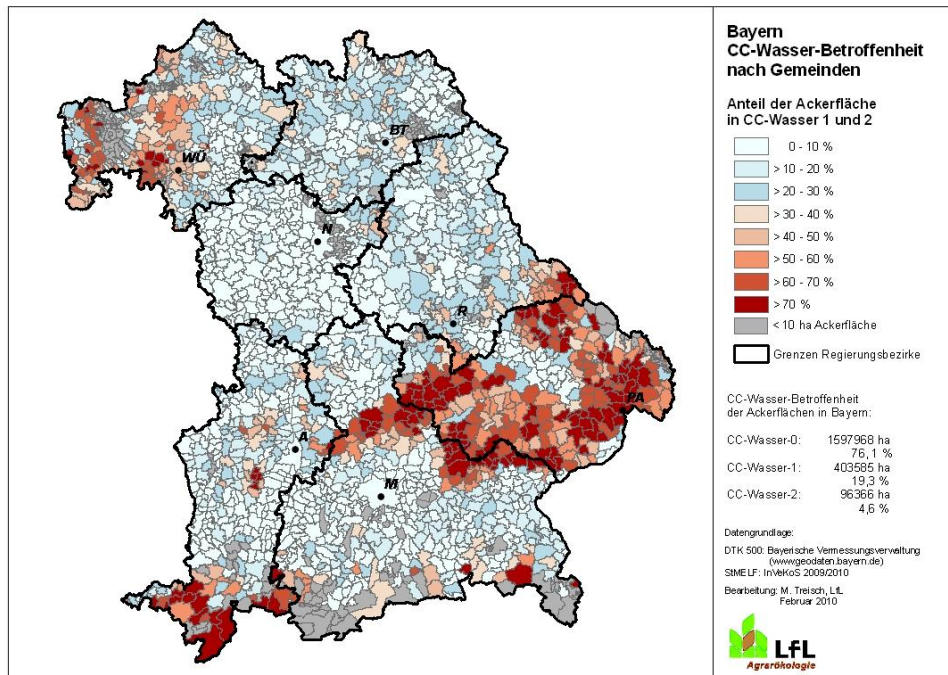 Bayern
CC-Wasser-Betroffenheit
nach Gemeinden
Anteil der Ackerfläche
in CC-Wasser 1 und 2
0 - 10 %
> 10 - 20 %
> 20 - 30 %
> 30 - 40 %
> 40 - 50 %
> 50 - 60 %
> 60 - 70 %
> 70 %
< 10 ha Ackerfläche
Grenzen Regierungsbezirke
CC-Wasser-Betroffenheit
der Ackerflächen in Bayern:
CC-Wasser-0: 1597968 ha
76,1 %
CC-Wasser-1: 403585 ha
19,3 %
CC-Wasser-2: 96366 ha
4,6 %
Datengrundlage:
DTK 500: Bayerische Vermessungsverwaltung
(www.geodaten.bayern.de)
StMELF: InVeKoS 2009/2010
Bearbeitung: M. Treisch, LfL
Februar 2010
LfL
Agrarökologie
BT
WÜ
N
R
PA
A
M